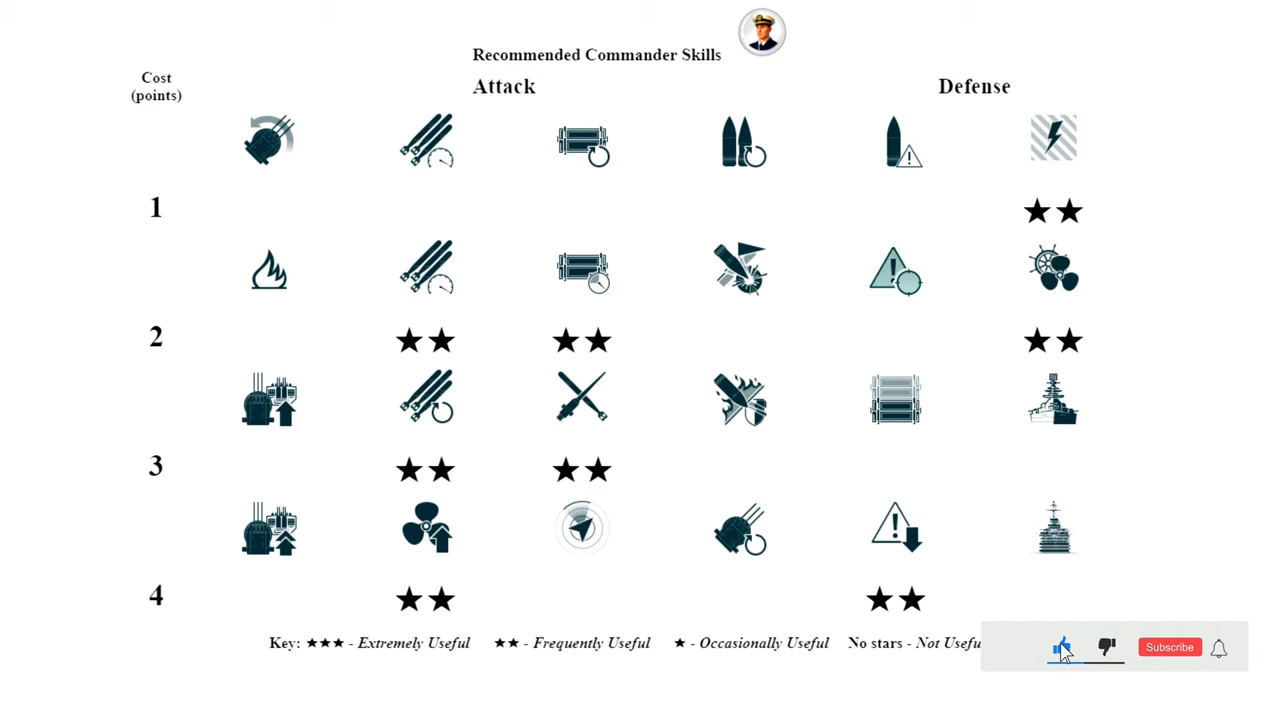 Recommended Commander Skills
Cost
(points)
Attack
Defense
1
★★
2
★★ ★★ ★★
3
★★ ★★
4
★★ ★★
Key: ★★★ - Extremely Useful ★★ - Frequently Useful ★ - Occasionally Useful No stars - Not Usefu
Subscribe